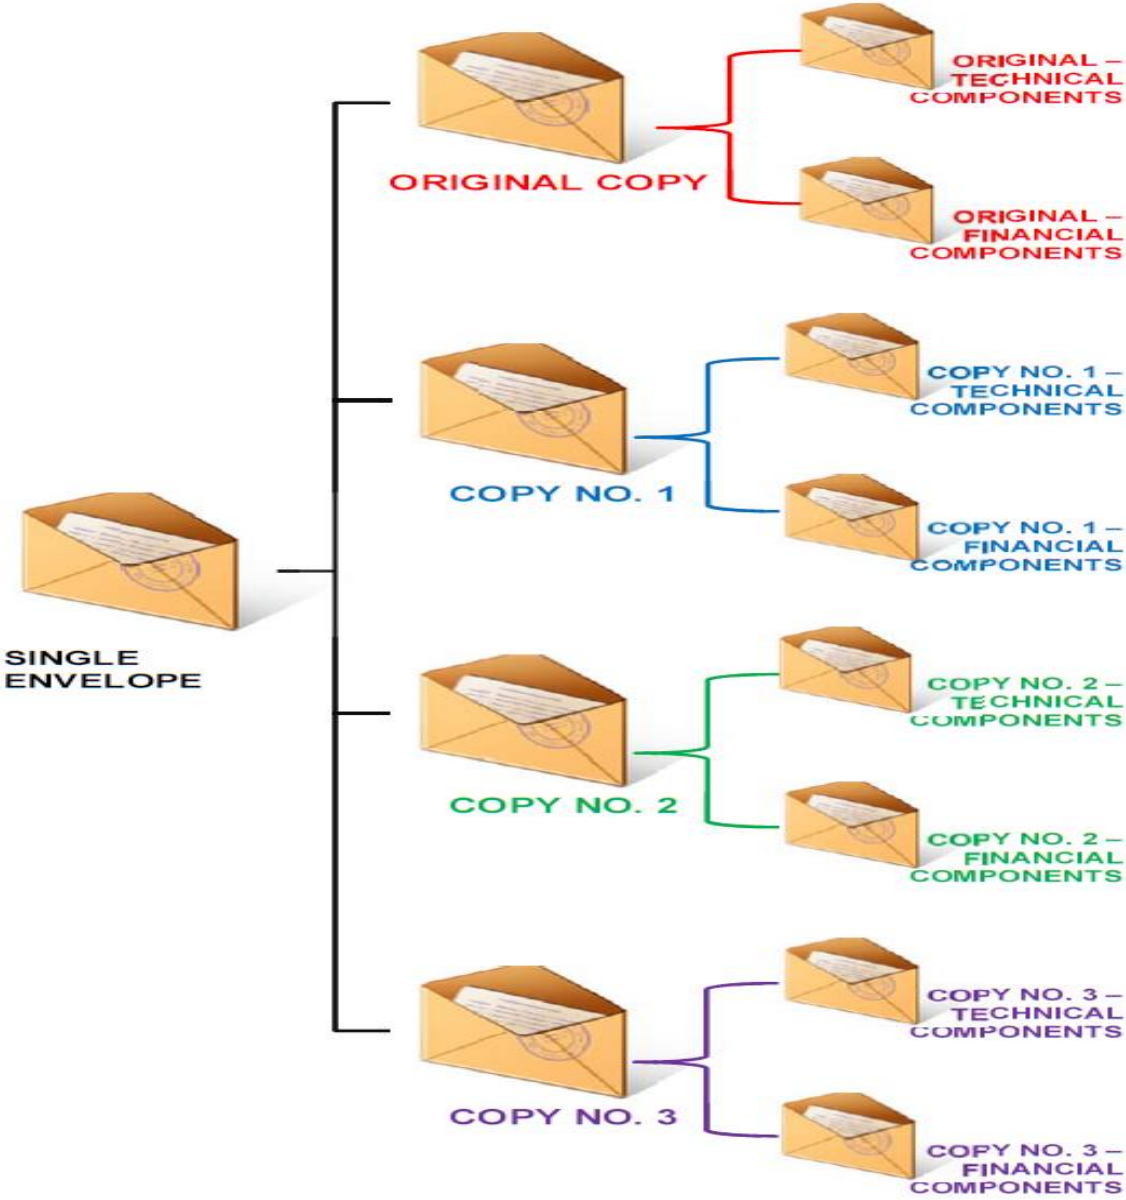 ORIGINAL –
TECHNICAL
COMPONENTS
ORIGINAL COPY
ORIGINAL –
FINANCIAL
COMPONENTS
COPY NO. 1 –
TECHNICAL
COMPONENTS
COPY NO. 1
COPY NO. 1 –
FINANCIAL
COMPONENTS
SINGLE
ENVELOPE
COPY NO. 2 –
TECHNICAL
COMPONENTS
COPY NO. 2
COPY NO. 2 –
FINANCIAL
COMPONENTS
COPY NO. 3 –
TECHNICAL
COMPONENTS
COPY NO. 3
COPY NO. 3 –
FINANCIAL
COMPONENTS